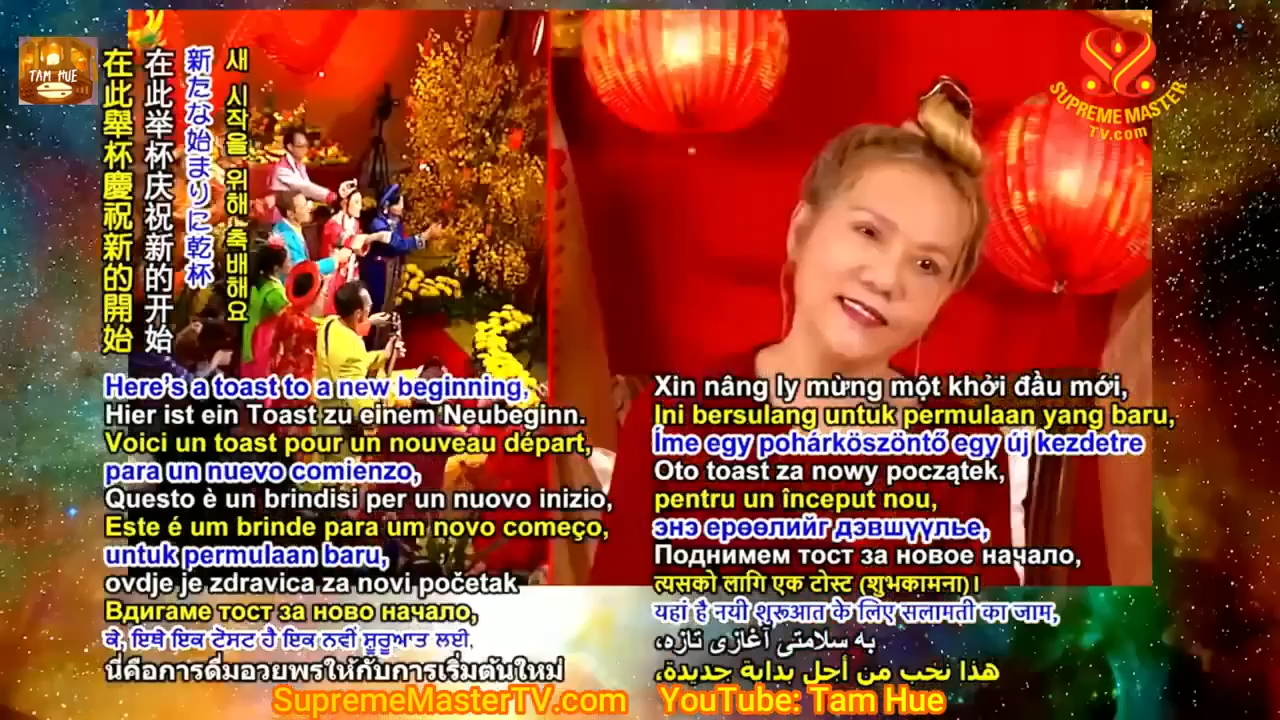 TAM HUE
SUPREME MASTER
TV.com
在此舉杯慶祝新的開始
在此举杯庆祝新的开始
新たな始まりに乾杯
새 시작을 위해 축배해요
Here's a toast to a new beginning,
Hier ist ein Toast zu einem Neubeginn.
Voici un toast pour un nouveau départ,
para un nuevo comienzo,
Questo è un brindisi per un nuovo inizio,
Este é um brinde para um novo começo,
untuk permulaan baru,
ovdje je zdravica za novi početak
Вдигаме тост за ново начало,
ਕੇ, ਇਥੇ ਇਕ ਟੋਸਟ ਹੈ ਇਕ ਨਵੀਂ ਸ਼ੁਰੂਆਤ ਲਈ,
นี่คือการดื่มอวยพรให้กับการเริ่มต้นใหม่
Xin nâng ly mừng một khởi đầu mới,
Ini bersulang untuk permulaan yang baru,
Íme egy pohárköszöntő egy új kezdetre
Oto toast za nowy początek,
pentru un început nou,
энэ ерөөлийг дэвшүүлье,
Поднимем тост за новое начало,
त्यसको लागि एक टोस्ट (शुभकामना)।
यहां है नयी शुरूआत के लिए सलामती का जाम,
به سلامتی آغازی تازه،
هذا نخب من أجل بداية جديدة،
SupremeMasterTV.com YouTube: Tam Hue